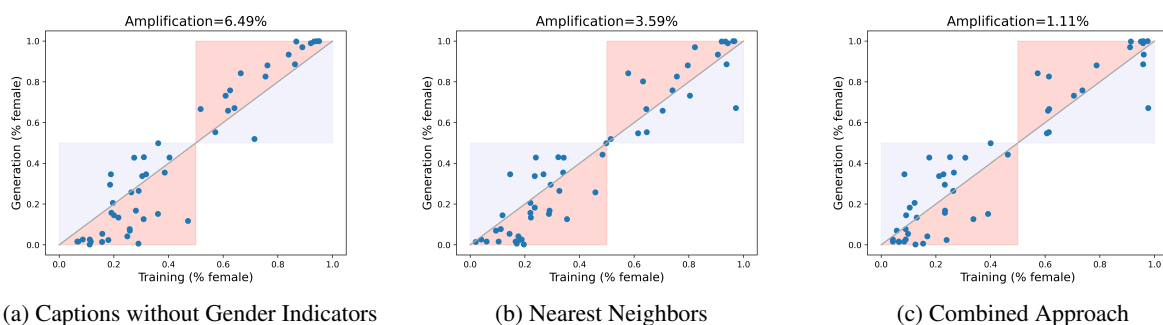 Amplification=6.49%
1.0
0.8
0.6
0.4
0.2
0.0
Generation (% female)
0.0 0.2 0.4 0.6 0.8 1.0
Training (% female)
(a) Captions without Gender Indicators
Amplification=3.59%
1.0
0.8
0.6
0.4
0.2
0.0
Generation (% female)
0.0 0.2 0.4 0.6 0.8 1.0
Training (% female)
(b) Nearest Neighbors
Amplification=1.11%
1.0
0.8
0.6
0.4
0.2
0.0
Generation (% female)
0.0 0.2 0.4 0.6 0.8 1.0
Training (% female)
(c) Combined Approach